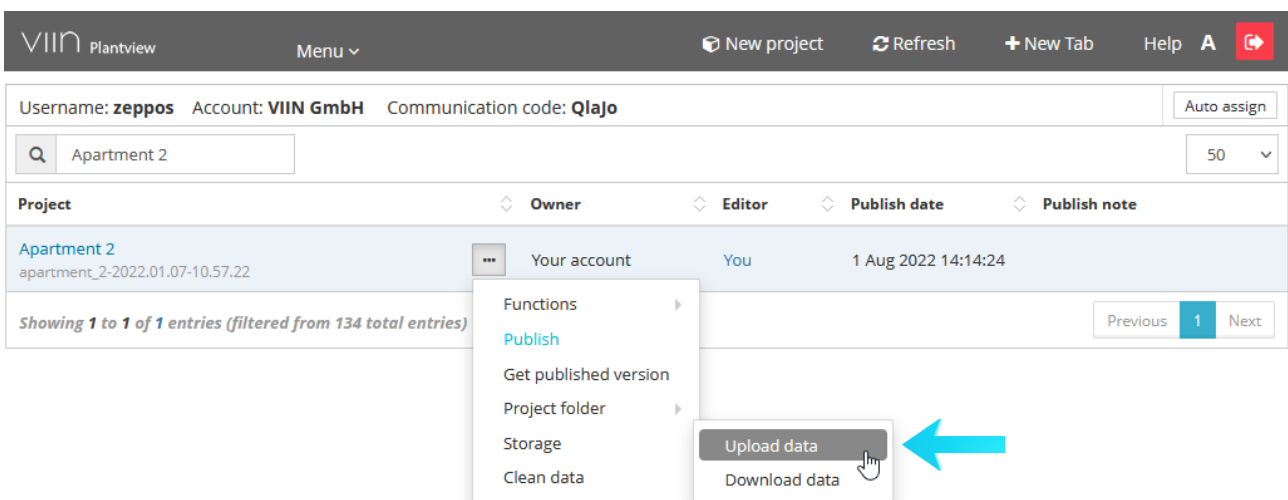 VIIN Plantview Menu New project Refresh New Tab Help A
Username: zeppos Account: VIIN GmbH Communication code: QlaJo Auto assign
Apartment 2 50
Project Owner Editor Publish date Publish note
Apartment 2
apartment_2-2022.01.07-10.57.22
Your account You 1 Aug 2022 14:14:24
Functions
Showing 1 to 1 of 1 entries (filtered from 134 total entries)
Previous 1 Next
Publish
Get published version
Project folder
Storage
Clean data
Upload data
Download data